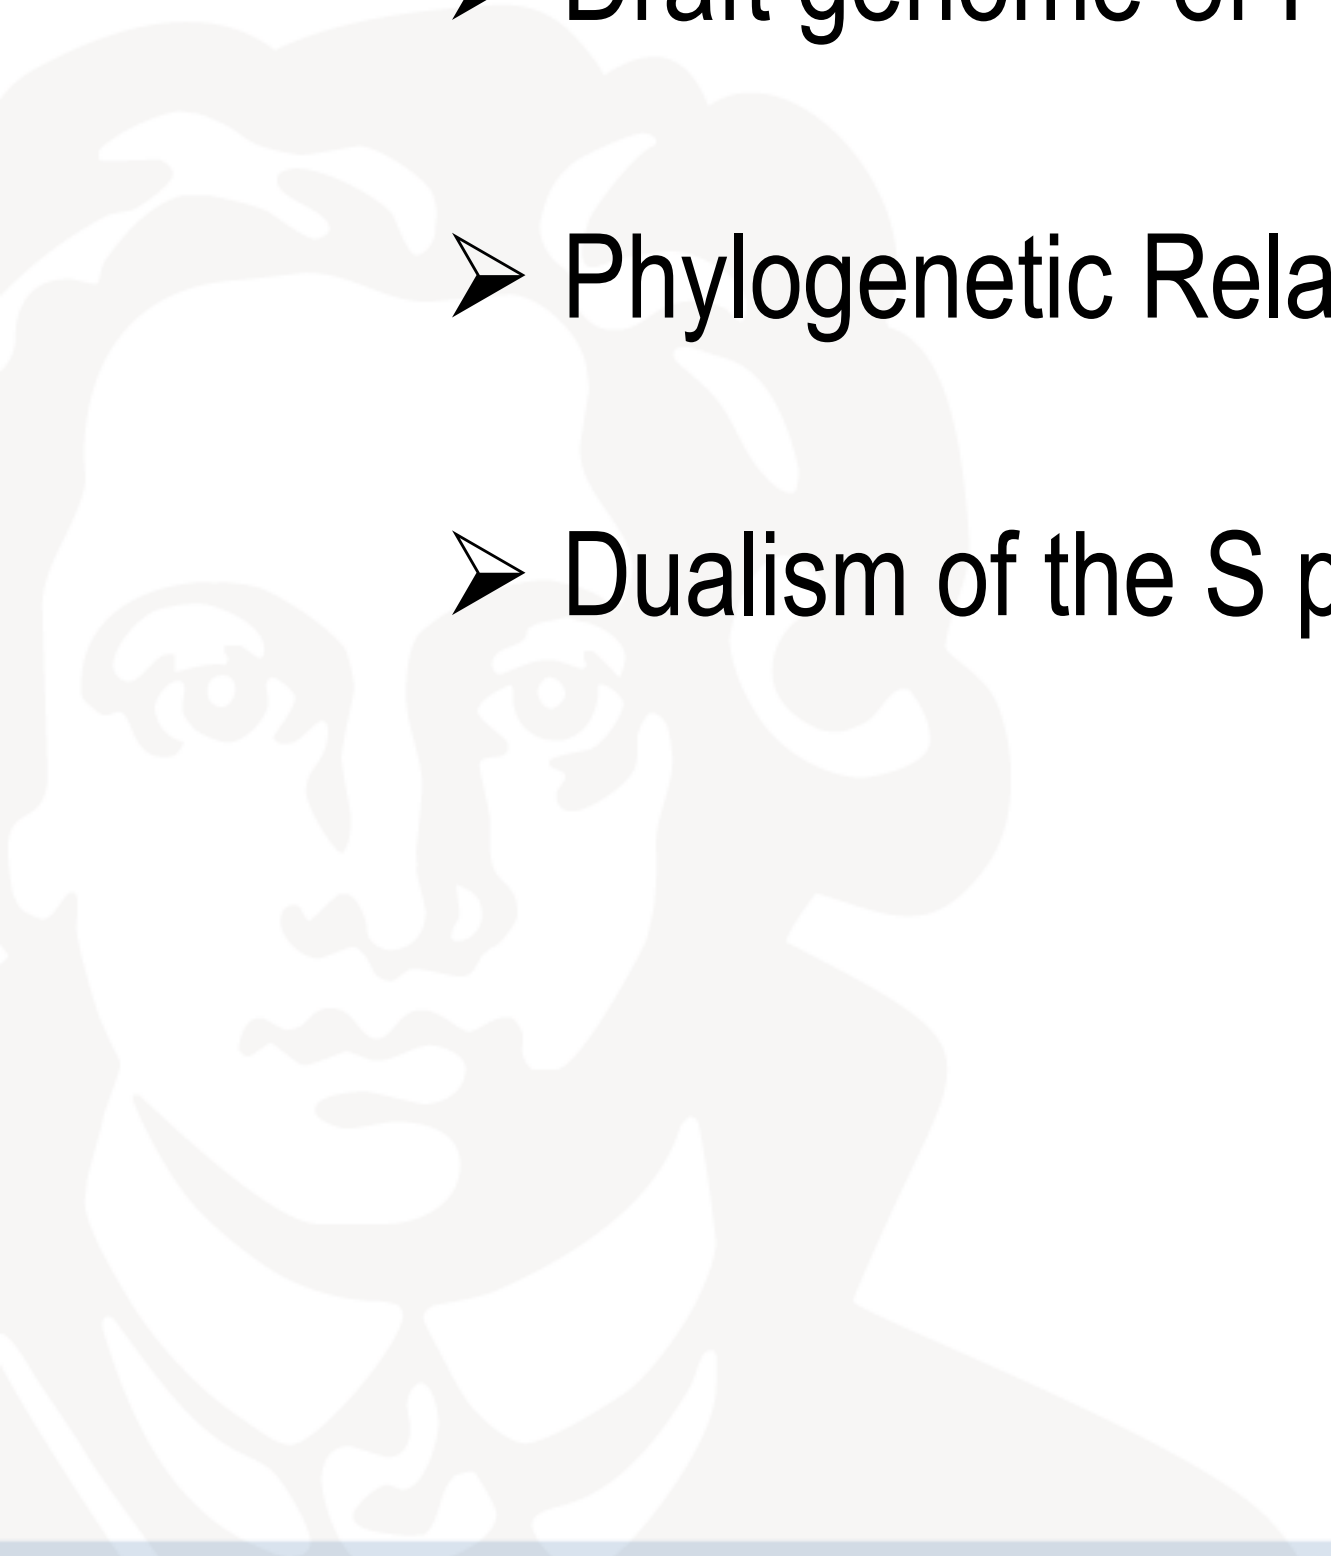 ➢ Draft genome of
➢ Phylogenetic Rela
➢ Dualism of the S p